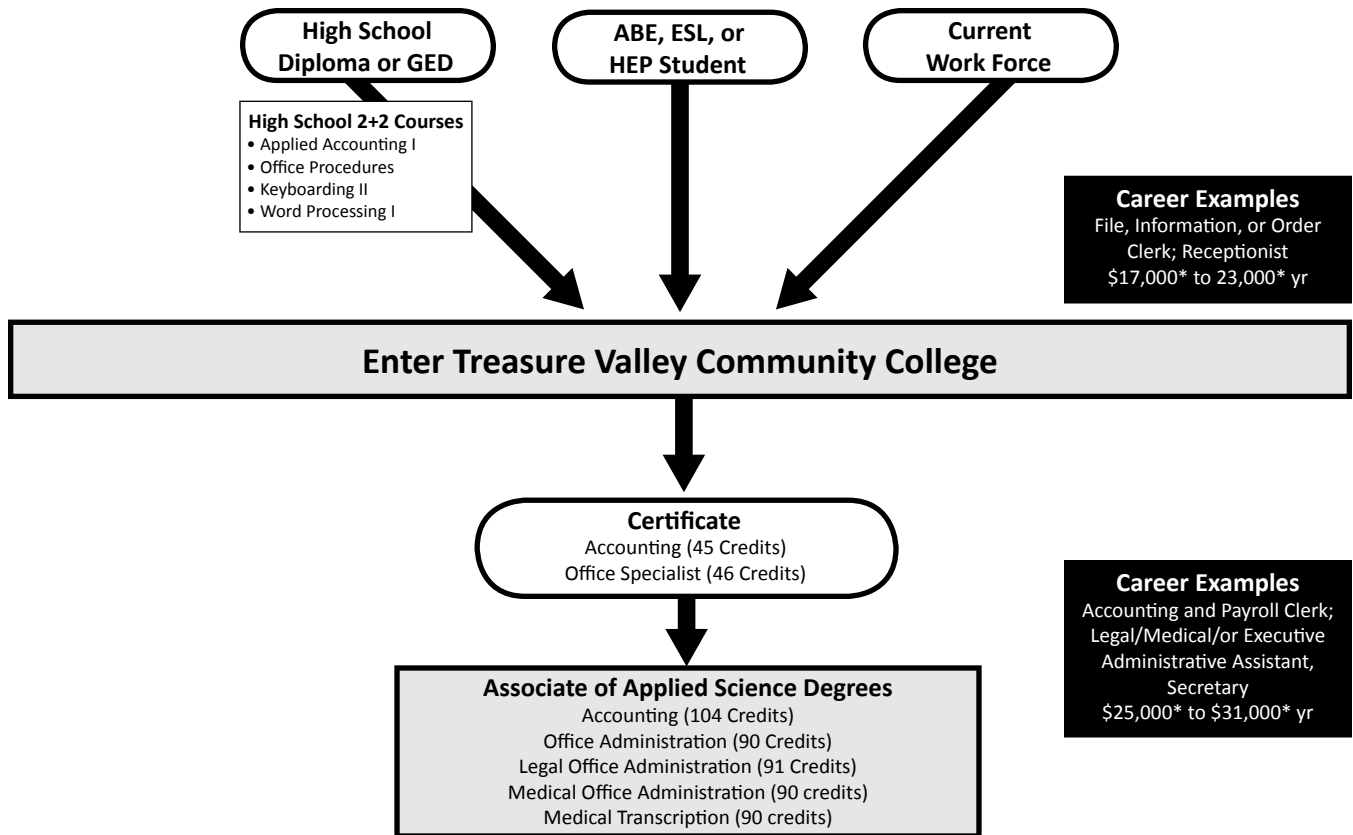 High School
Diploma or GED
ABE, ESL, or
HEP Student
Current
Work Force
High School 2+2 Courses
• Applied Accounting I
• Office Procedures
• Keyboarding II
• Word Processing I
Career Examples
File, Information, or Order
Clerk; Receptionist
$17,000* to 23,000* yr
Enter Treasure Valley Community College
Certificate
Accounting (45 Credits)
Office Specialist (46 Credits)
Career Examples
Accounting and Payroll Clerk;
Legal/Medical/or Executive
Administrative Assistant,
Secretary
$25,000* to $31,000* yr
Associate of Applied Science Degrees
Accounting (104 Credits)
Office Administration (90 Credits)
Legal Office Administration (91 Credits)
Medical Office Administration (90 credits)
Medical Transcription (90 credits)